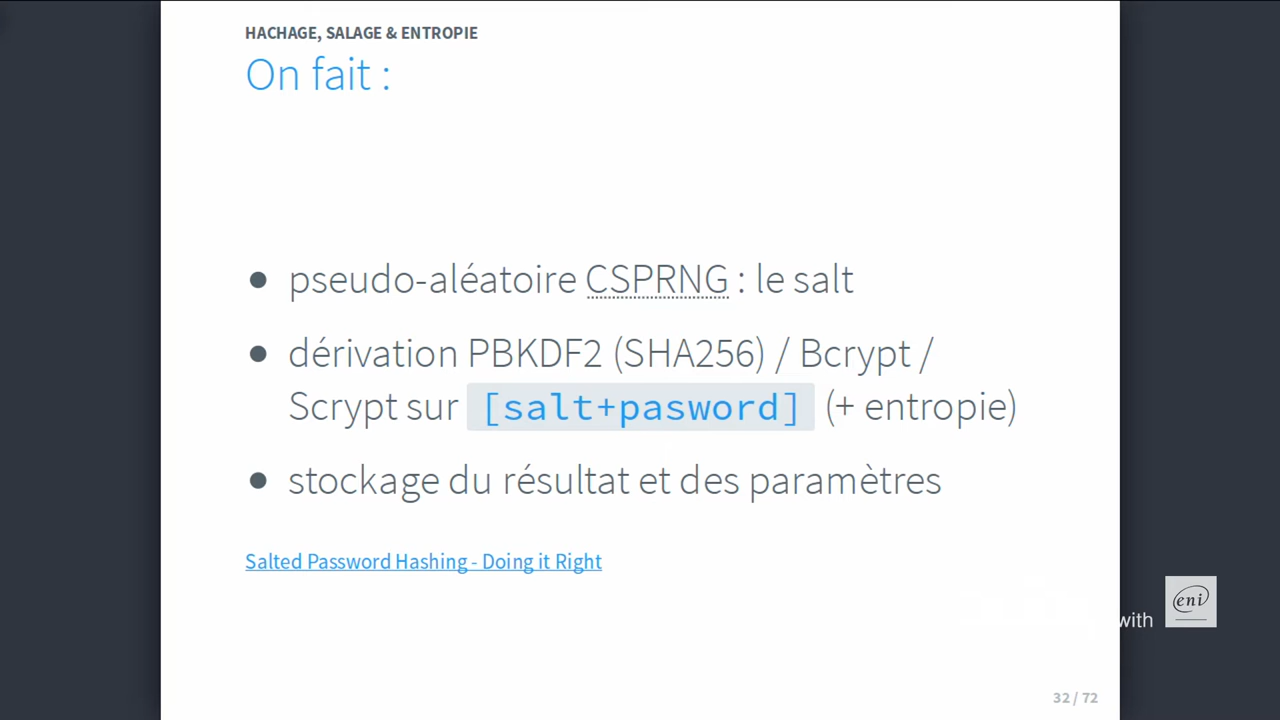 HACHAGE, SALAGE & ENTROPIE
On fait :
● pseudo-aléatoire CSPRNG : le salt
● dérivation PBKDF2 (SHA256) / Bcrypt /
Scrypt sur [salt+pasword] (+ entropie)
● stockage du résultat et des paramètres
Salted Password Hashing - Doing it Right
with
eni
32 / 72